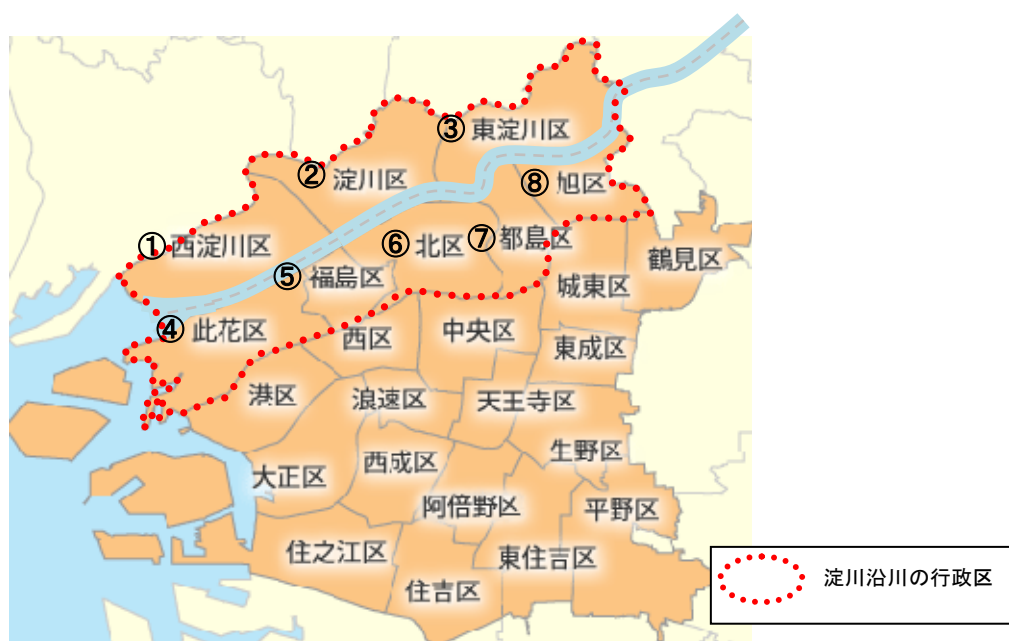 ③ 東淀川区
② 淀川区
⑧ 旭区
① 西淀川区
⑥ 北区
⑦ 都島区
鶴見区
⑤ 福島区
城東区
④ 此花区
西区
中央区
東成区
港区
浪速区
天王寺区
生野区
西成区
大正区
阿倍野区
平野区
住之江区
東住吉区
住吉区
淀川沿川の行政区